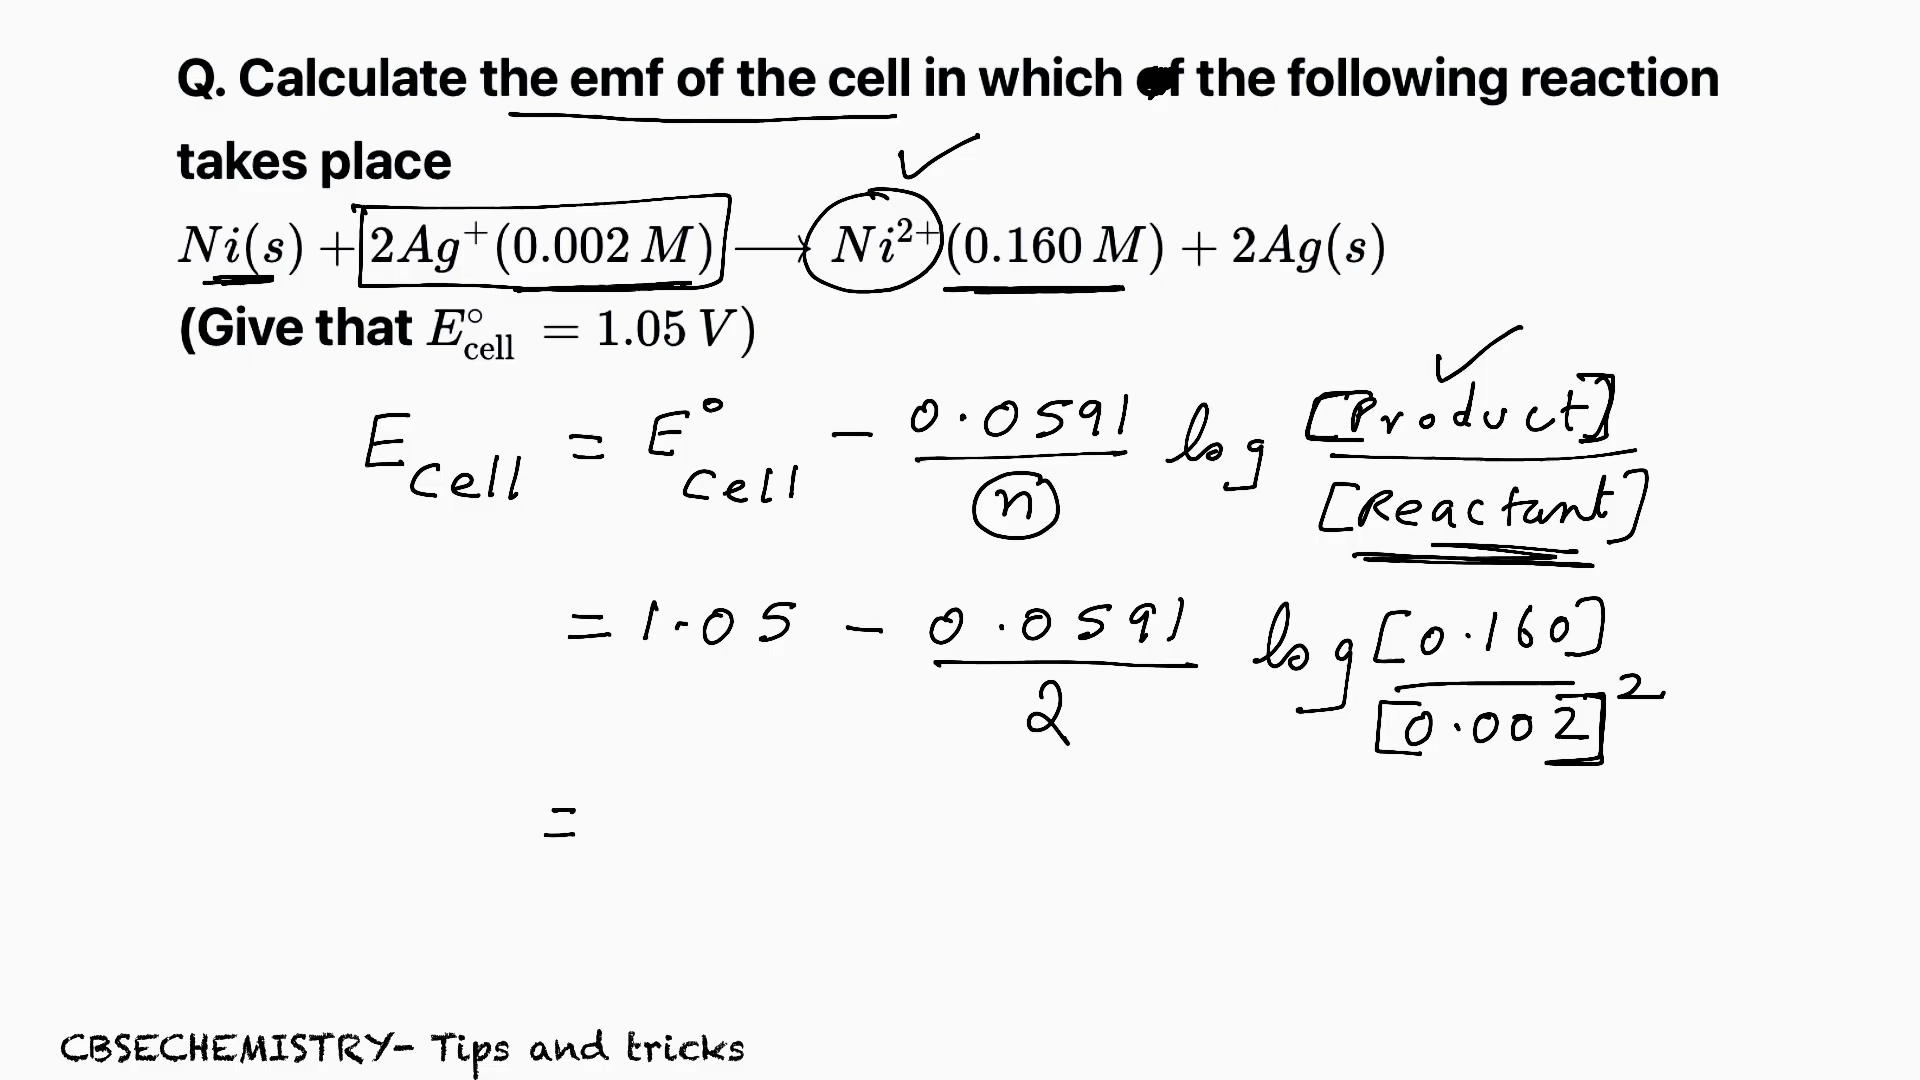 Q. Calculate the emf of the cell in which of the following reaction
takes place
Ni(s) + 2Ag⁺(0.002 M) ⟶ Ni²⁺(0.160 M) + 2Ag(s)
(Give that E°cell = 1.05 V)
Ecell = E°cell − 0.0591/n log [Product]/[Reactant]
= 1.05 − 0.0591/2 log [0.160]/[0.002]²
=
CBSECHEMISTRY- Tips and tricks